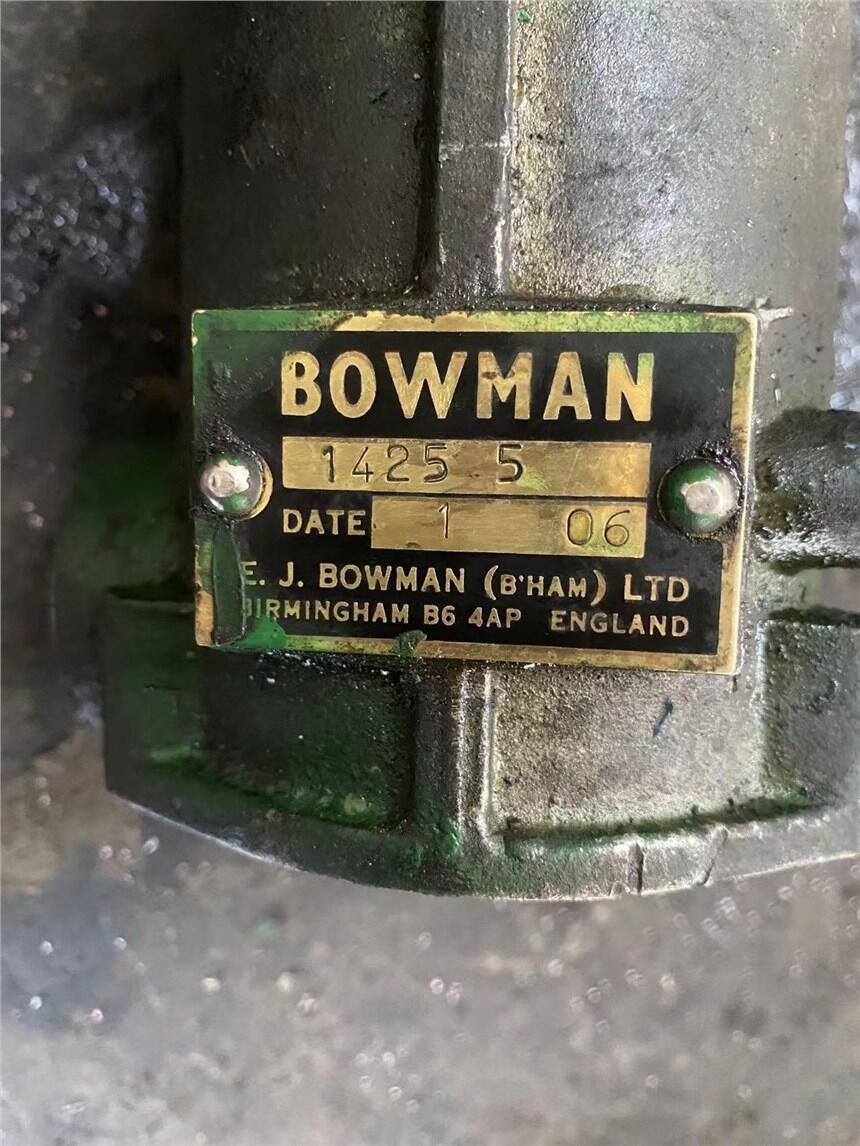 BOWMAN
1425 5
DATE 1 06
E. J. BOWMAN (B'HAM) LTD
BIRMINGHAM B6 4AP ENGLAND